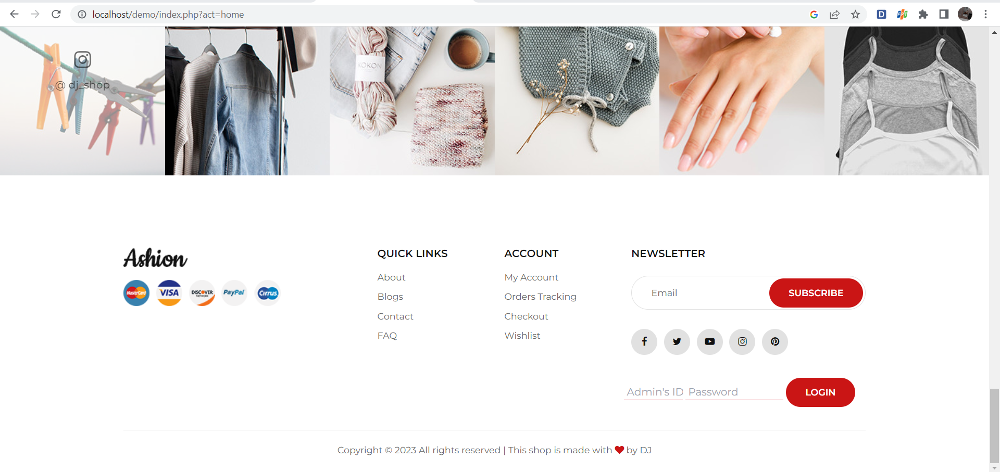 localhost/demo/index.php?act=home
@ dj_shop
KOKON
Ashion
MasterCard
VISA
DISCOVER
NETWORK
PayPal
Cirrus
QUICK LINKS
About
Blogs
Contact
FAQ
ACCOUNT
My Account
Orders Tracking
Checkout
Wishlist
NEWSLETTER
Email
SUBSCRIBE
Admin's ID
Password
LOGIN
Copyright © 2023 All rights reserved | This shop is made with ❤ by DJ